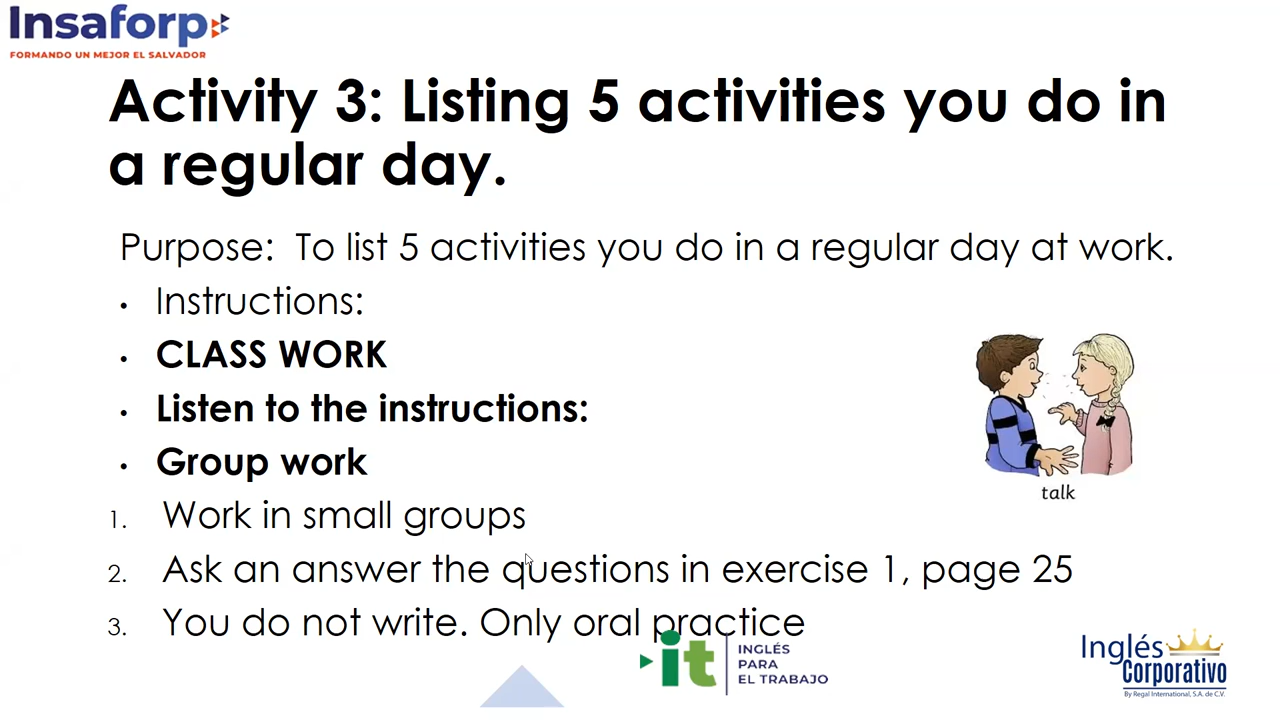 Insaforp
FORMANDO UN MEJOR EL SALVADOR
Activity 3: Listing 5 activities you do in
a regular day.
Purpose:  To list 5 activities you do in a regular day at work.
• Instructions:
• CLASS WORK
• Listen to the instructions:
• Group work
talk
1. Work in small groups
2. Ask an answer the questions in exercise 1, page 25
3. You do not write. Only oral practice
it
INGLÉS
PARA
EL TRABAJO
Inglés
Corporativo
By Regal International, S.A. de C.V.